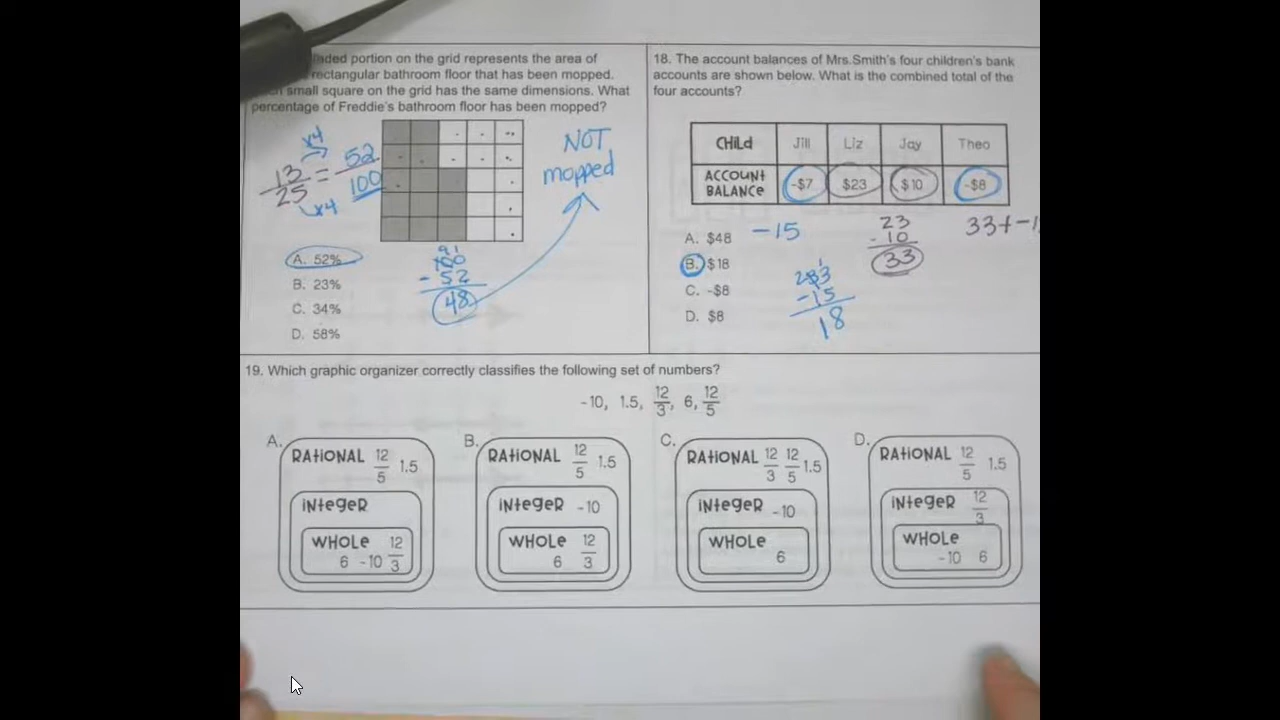 aded portion on the grid represents the area of
rectangular bathroom floor that has been mopped.
small square on the grid has the same dimensions. What
percentage of Freddie's bathroom floor has been mopped?
x4
13/25 = 52/100
x4
NOT
mopped
A. 52%
B. 23%
C. 34%
D. 58%
91
100
- 52
48
18. The account balances of Mrs.Smith's four children's bank
accounts are shown below. What is the combined total of the
four accounts?
CHILD Jill Liz Jay Theo
ACCOUNT BALANCE -$7 $23 $10 -$8
A. $48
B. $18
C. -$8
D. $8
-15
23
- 10
33
33+-1
1
233
-15
18
19. Which graphic organizer correctly classifies the following set of numbers?
-10, 1.5, 12/3, 6, 12/5
A.
RATIONAL 12/5 1.5
INTEGER
WHOLE
6 -10 12/3
B.
RATIONAL 12/5 1.5
INTEGER -10
WHOLE
6 12/3
C.
RATIONAL 12/3 12/5 1.5
INTEGER -10
WHOLE
6
D.
RATIONAL 12/5 1.5
INTEGER 12/3
WHOLE
-10 6